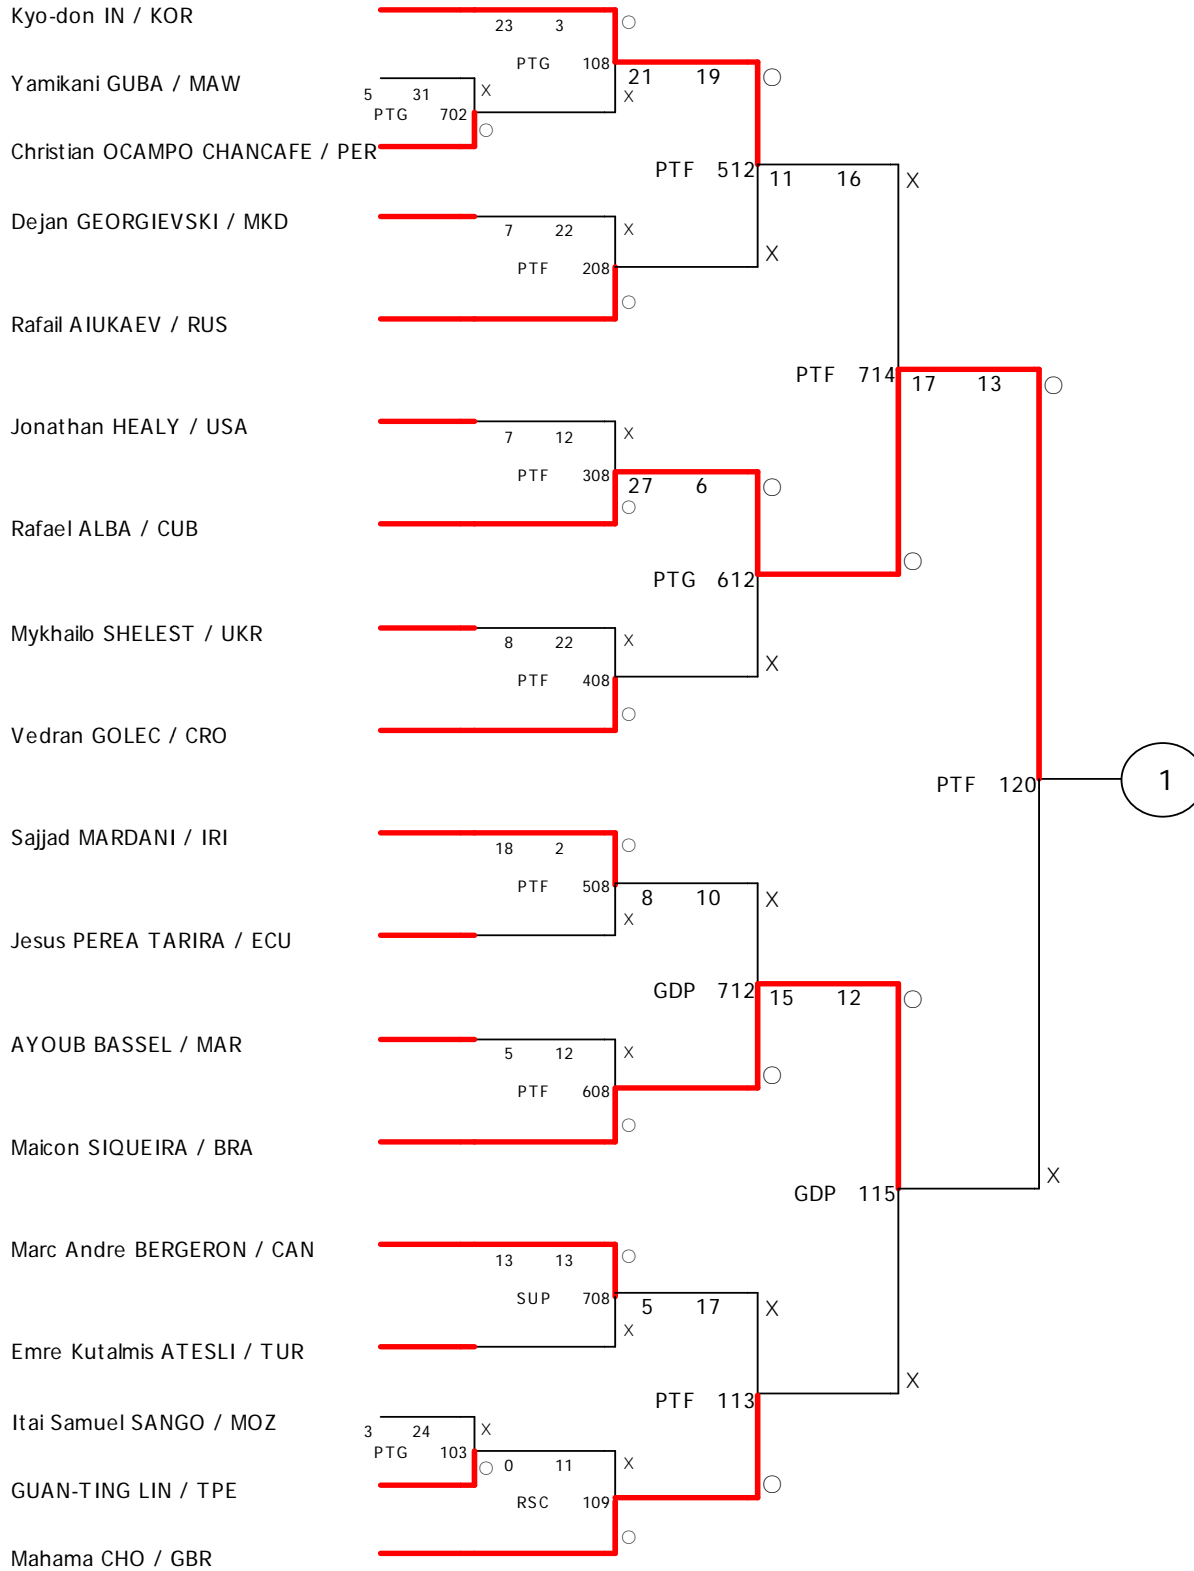 Kyo-don IN / KOR
23 3
PTG 108
21 19
Yamikani GUBA / MAW
5 31
PTG 702
X
X
Christian OCAMPO CHANCAFE / PER
PTF 512
11 16
X
Dejan GEORGIEVSKI / MKD
7 22
X
PTF 208
X
Rafail AIUKAEV / RUS
PTF 714
17 13
Jonathan HEALY / USA
7 12
X
PTF 308
27 6
Rafael ALBA / CUB
PTG 612
Mykhailo SHELEST / UKR
8 22
X
PTF 408
X
Vedran GOLEC / CRO
PTF 120
1
Sajjad MARDANI / IRI
18 2
PTF 508
8 10
X
X
Jesus PEREA TARIRA / ECU
GDP 712
15 12
AYOUB BASSEL / MAR
5 12
X
PTF 608
Maicon SIQUEIRA / BRA
X
GDP 115
Marc Andre BERGERON / CAN
13 13
SUP 708
5 17
X
X
Emre Kutalmis ATESLI / TUR
X
PTF 113
Itai Samuel SANGO / MOZ
3 24
X
PTG 103
0 11
X
GUAN-TING LIN / TPE
RSC 109
Mahama CHO / GBR